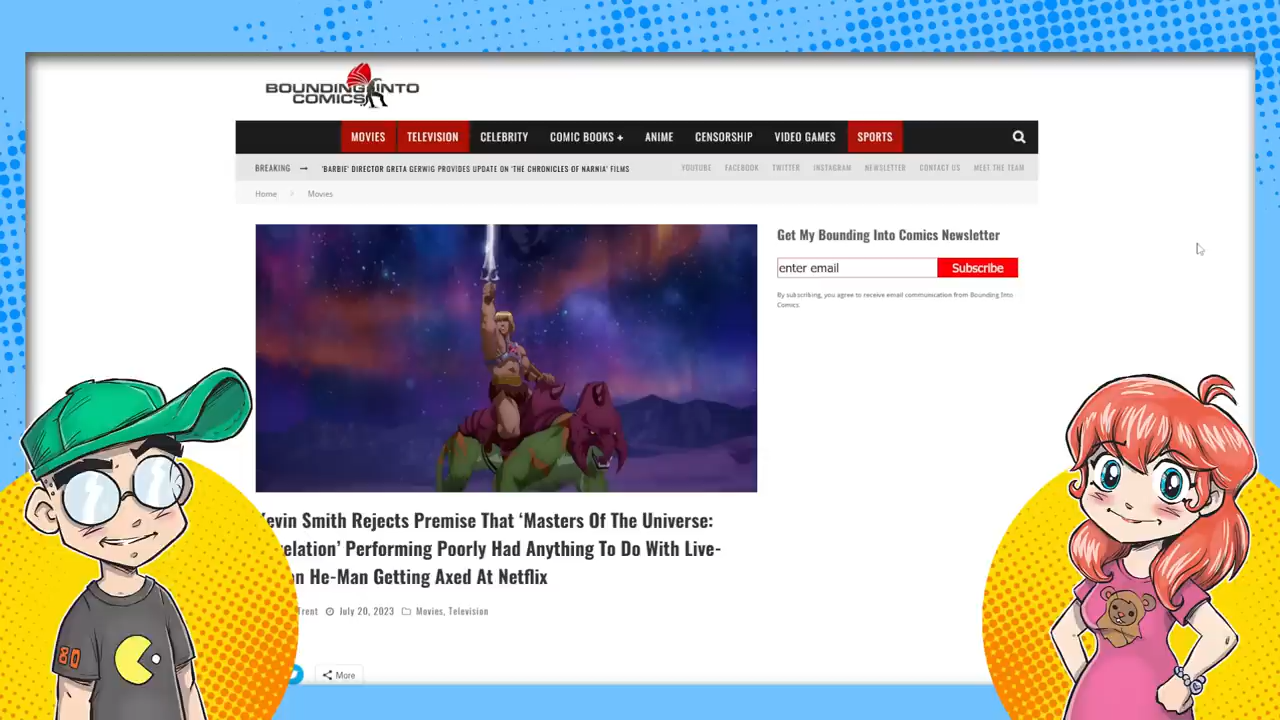 BOUNDING INTO
COMICS
MOVIES TELEVISION CELEBRITY COMIC BOOKS + ANIME CENSORSHIP VIDEO GAMES SPORTS
BREAKING → 'BARBIE' DIRECTOR GRETA GERWIG PROVIDES UPDATE ON 'THE CHRONICLES OF NARNIA' FILMS YOUTUBE FACEBOOK TWITTER INSTAGRAM NEWSLETTER CONTACT US MEET THE TEAM
Home / Movies
Get My Bounding Into Comics Newsletter
enter email Subscribe
By subscribing, you agree to receive email communication from Bounding Into
Comics.
Kevin Smith Rejects Premise That 'Masters Of The Universe:
elation' Performing Poorly Had Anything To Do With Live-
n He-Man Getting Axed At Netflix
Trent July 20, 2023 Movies, Television
More
80